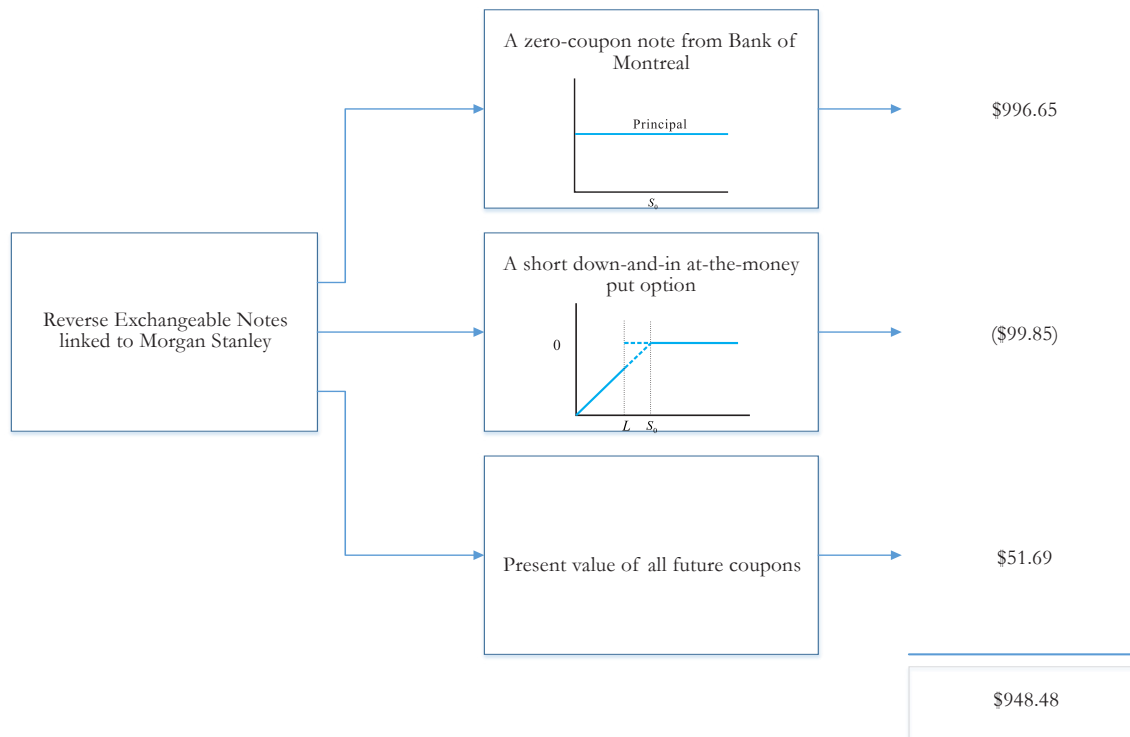 A zero-coupon note from Bank of
Montreal
Principal
S₀
$996.65
Reverse Exchangeable Notes
linked to Morgan Stanley
A short down-and-in at-the-money
put option
0
L S₀
($99.85)
Present value of all future coupons
$51.69
$948.48